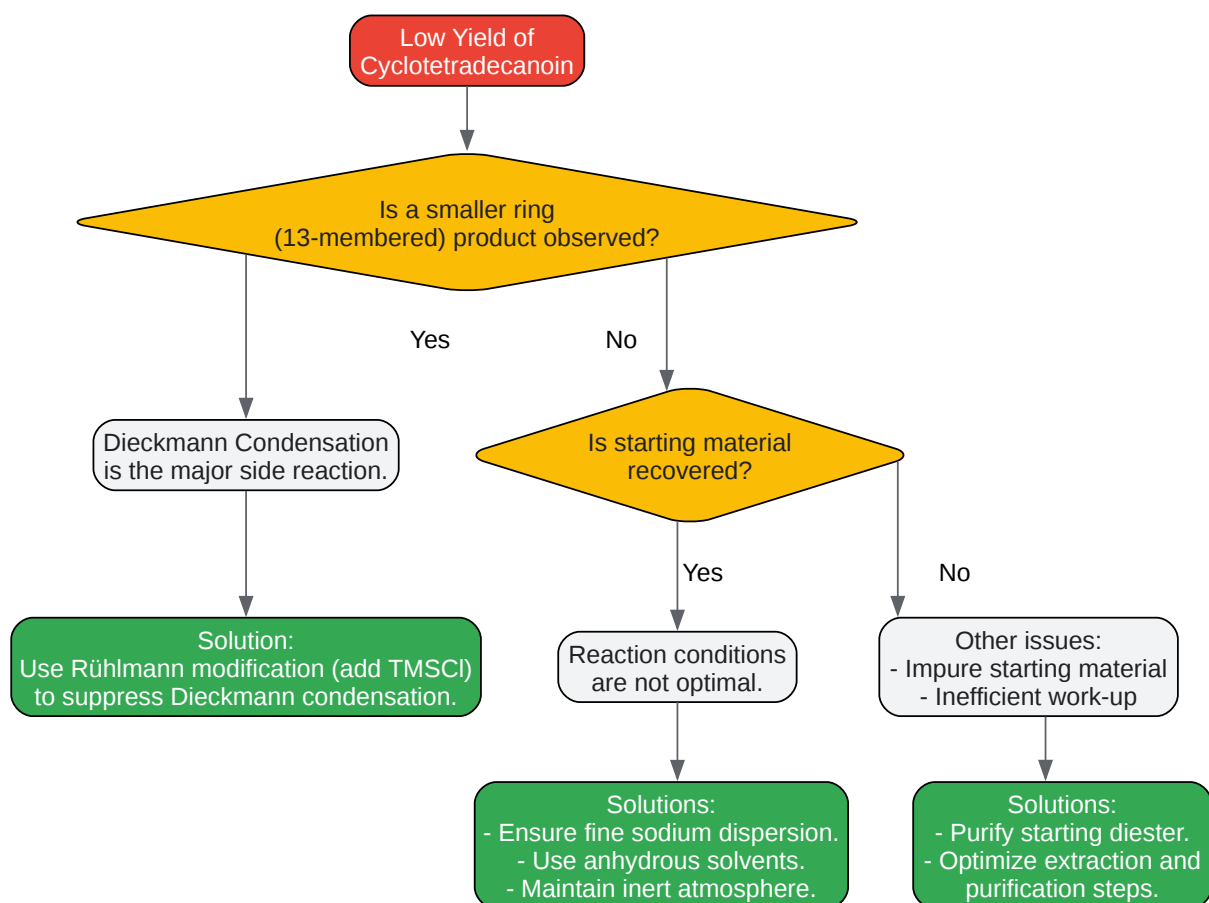 Low Yield of
Cyclotetradecanoin
Is a smaller ring
(13-membered) product observed?
Yes
No
Dieckmann Condensation
is the major side reaction.
Is starting material
recovered?
Yes
No
Solution:
Use Rühlmann modification (add TMSCl)
to suppress Dieckmann condensation.
Reaction conditions
are not optimal.
Other issues:
- Impure starting material
- Inefficient work-up
Solutions:
- Ensure fine sodium dispersion.
- Use anhydrous solvents.
- Maintain inert atmosphere.
Solutions:
- Purify starting diester.
- Optimize extraction and
purification steps.